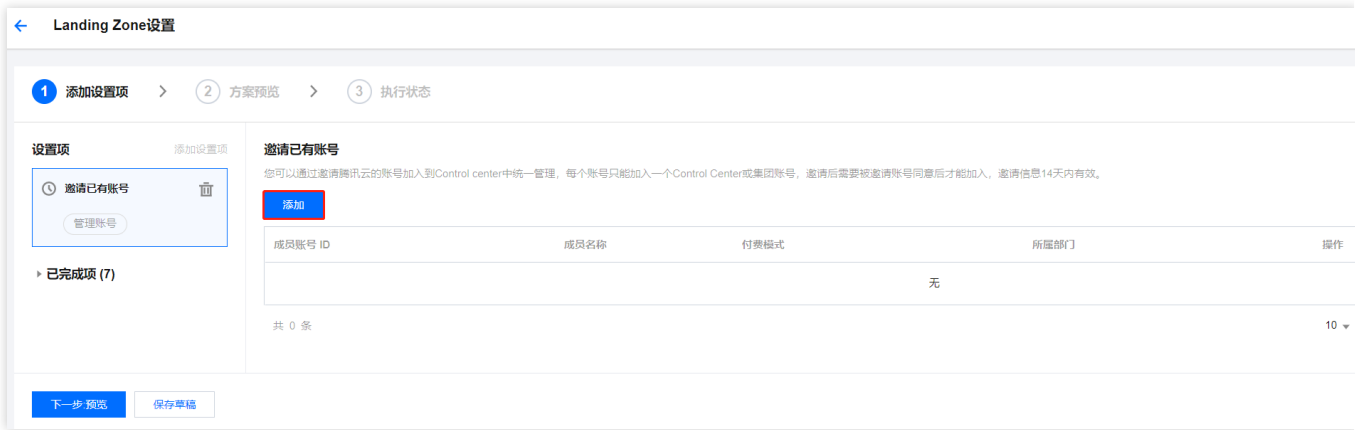 Landing Zone设置
1 添加设置项 > 2 方案预览 > 3 执行状态
设置项 添加设置项
邀请已有账号
管理账号
已完成项 (7)
邀请已有账号
您可以通过邀请腾讯云的账号加入到Control center中统一管理，每个账号只能加入一个Control Center或集团账号，邀请后需要被邀请账号同意后才能加入，邀请信息14天内有效。
添加
成员账号 ID 成员名称 付费模式 所属部门 操作
无
共 0 条 10
下一步:预览 保存草稿